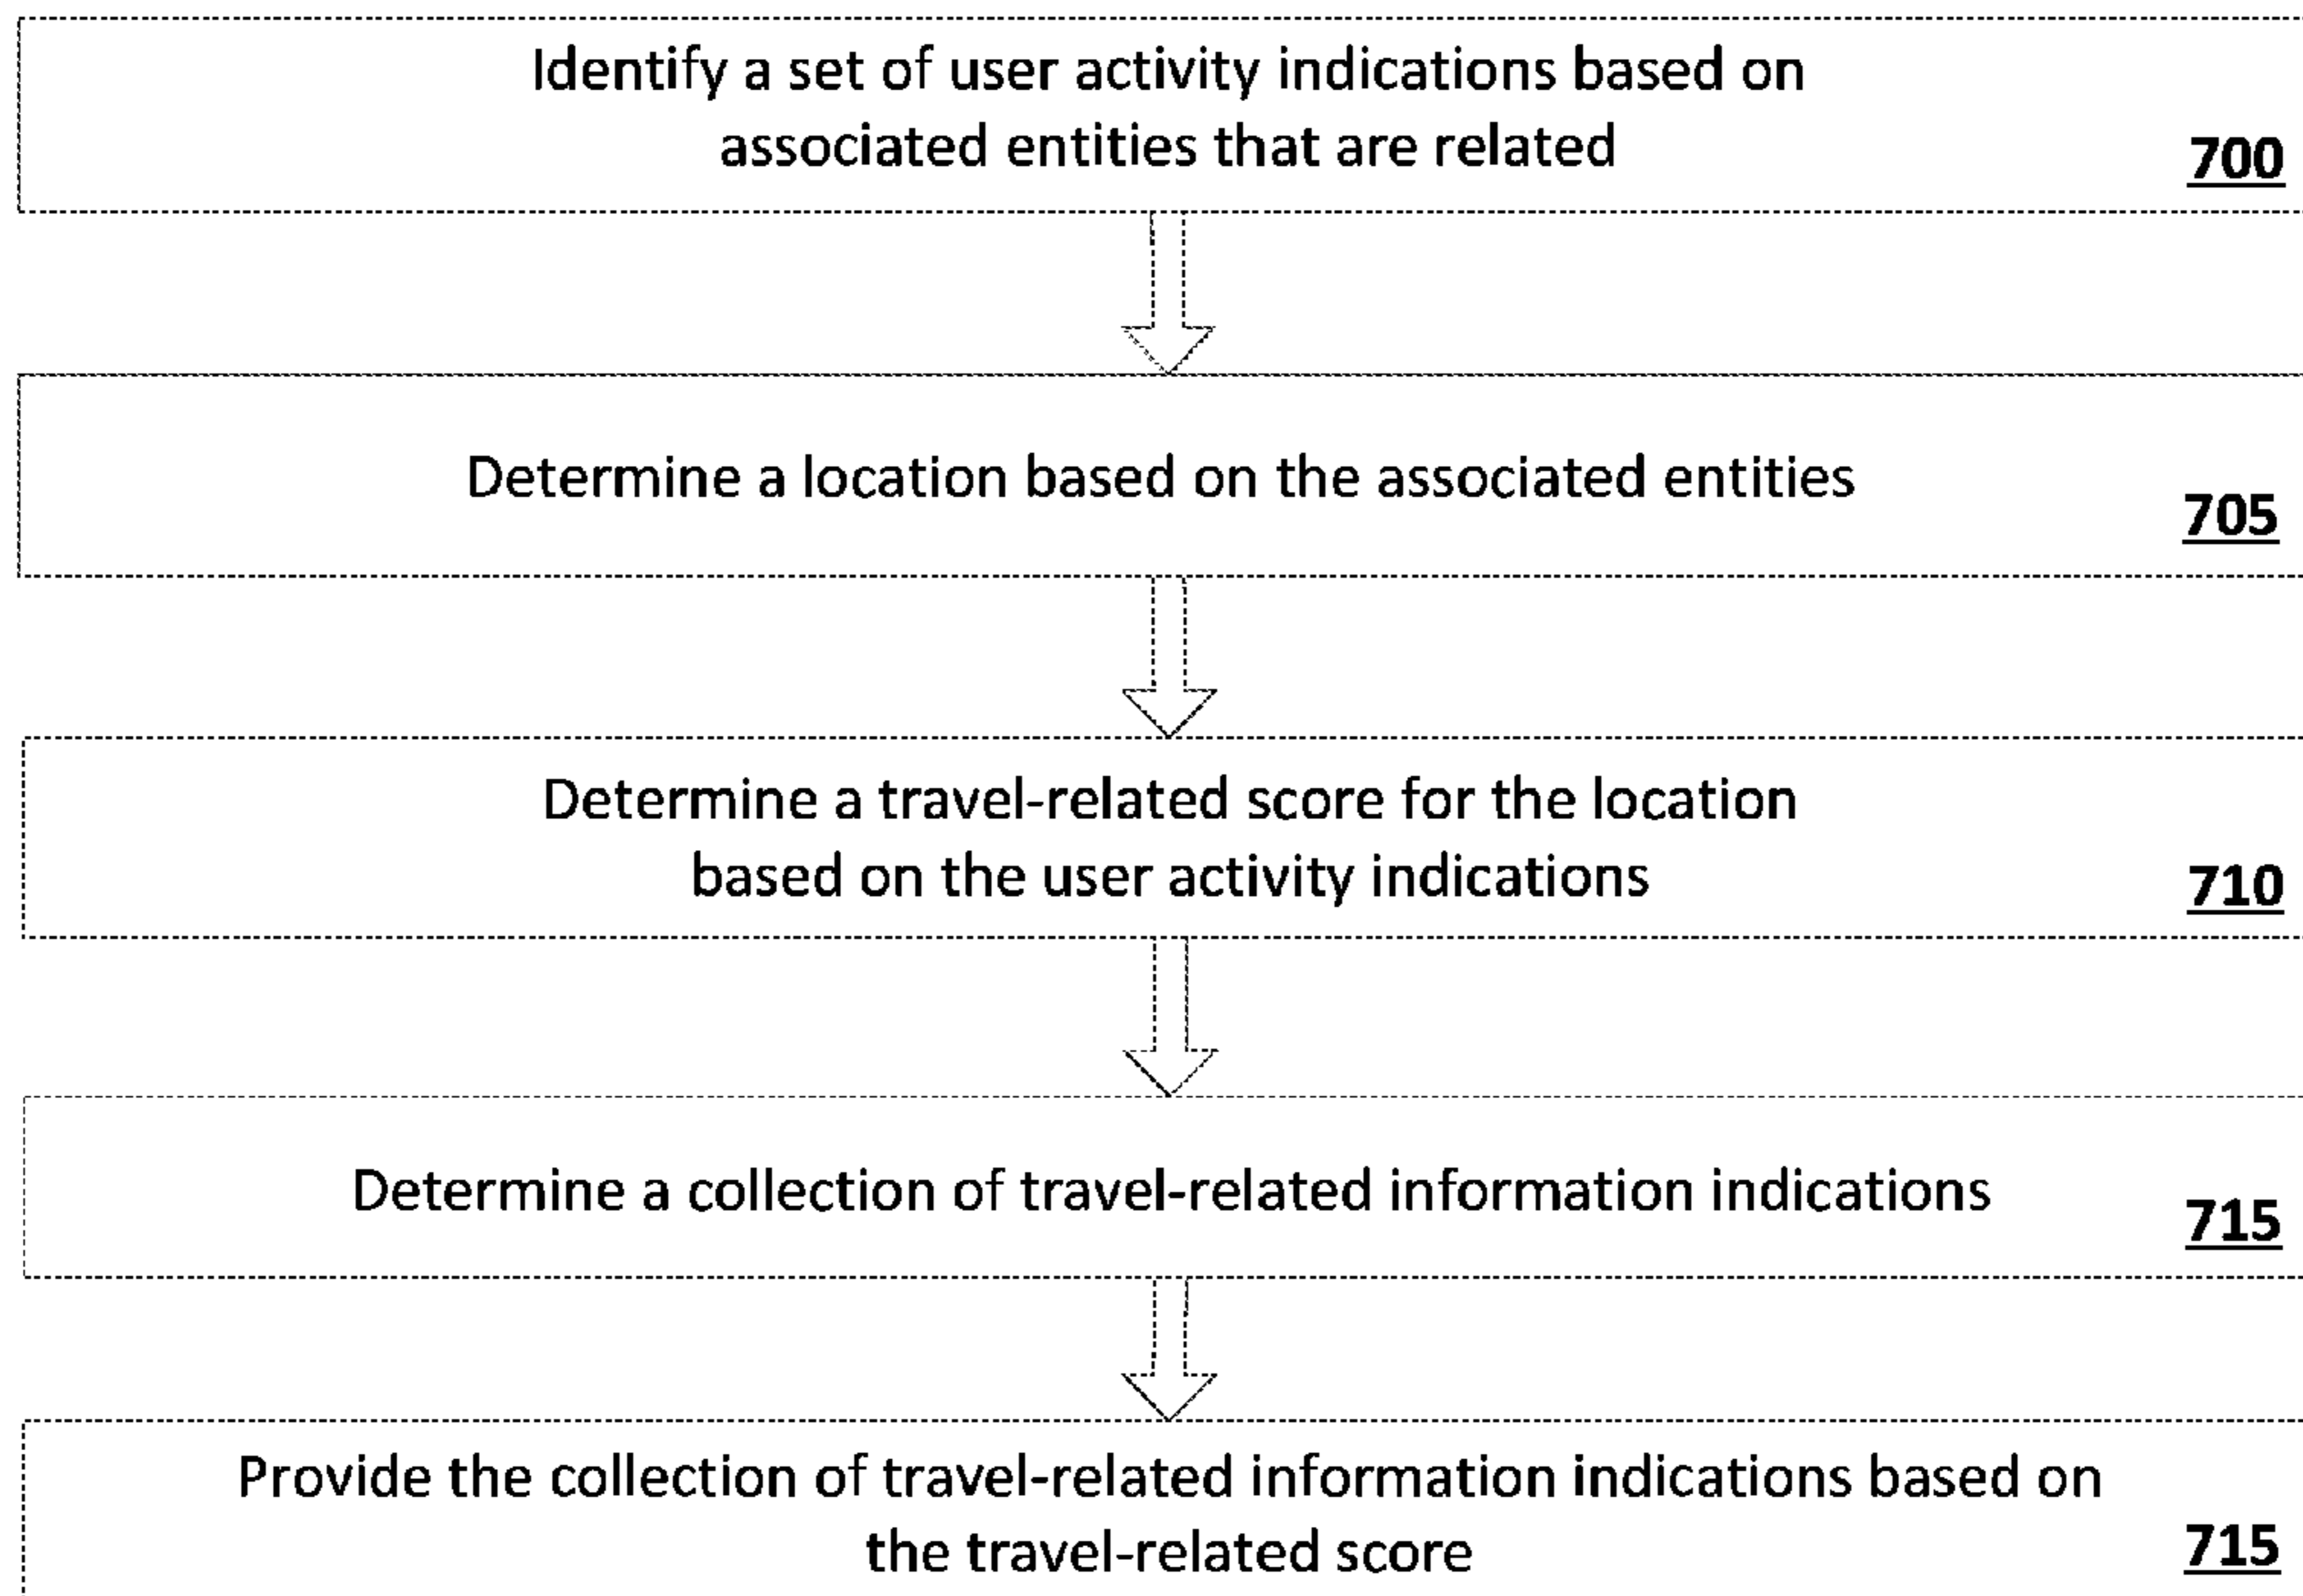 Identify a set of user activity indications based on
associated entities that are related
700
Determine a location based on the associated entities
705
Determine a travel-related score for the location
based on the user activity indications
710
Determine a collection of travel-related information indications
715
Provide the collection of travel-related information indications based on
the travel-related score
715